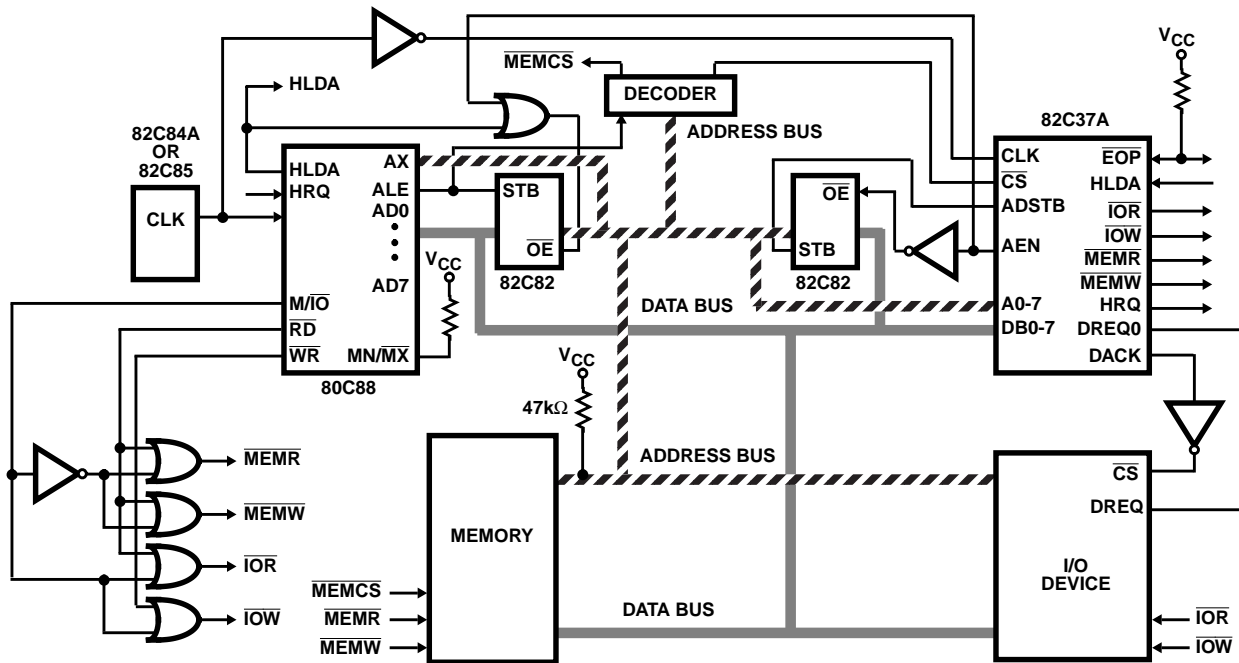 VCC
MEMCS
DECODER
HLDA
ADDRESS BUS
82C84A
OR
82C85
CLK
AX
HLDA
ALE
HRQ
AD0
AD7
M/IO
RD
WR
MN/MX
80C88
VCC
STB
OE
82C82
OE
STB
82C82
DATA BUS
82C37A
CLK
CS
ADSTB
AEN
A0-7
DB0-7
EOP
HLDA
IOR
IOW
MEMR
MEMW
HRQ
DREQ0
DACK
VCC
47kΩ
MEMR
MEMW
IOR
IOW
ADDRESS BUS
MEMORY
MEMCS
MEMR
MEMW
DATA BUS
CS
DREQ
I/O
DEVICE
IOR
IOW